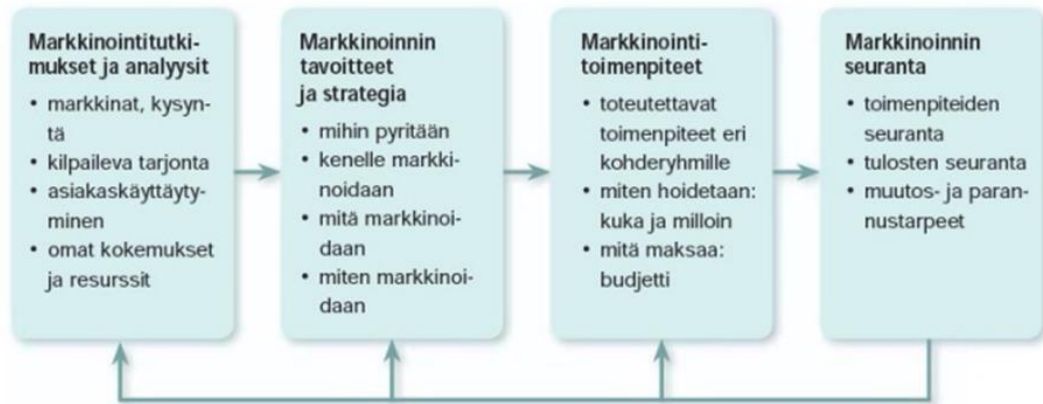 Markkinointitutki-
mukset ja analyysit
• markkinat, kysyn-
tä
• kilpaileva tarjonta
• asiakaskäyttäyty-
minen
• omat kokemukset
ja resurssit
Markkinoinnin
tavoitteet
ja strategia
• mihin pyritään
• kenelle markki-
noidaan
• mitä markkinoi-
daan
• miten markkinoi-
daan
Markkinointi-
toimenpiteet
• toteutettavat
toimenpiteet eri
kohderyhmille
• miten hoidetaan:
kuka ja milloin
• mitä maksaa:
budjetti
Markkinoinnin
seuranta
• toimenpiteiden
seuranta
• tulosten seuranta
• muutos- ja paran-
nustarpeet